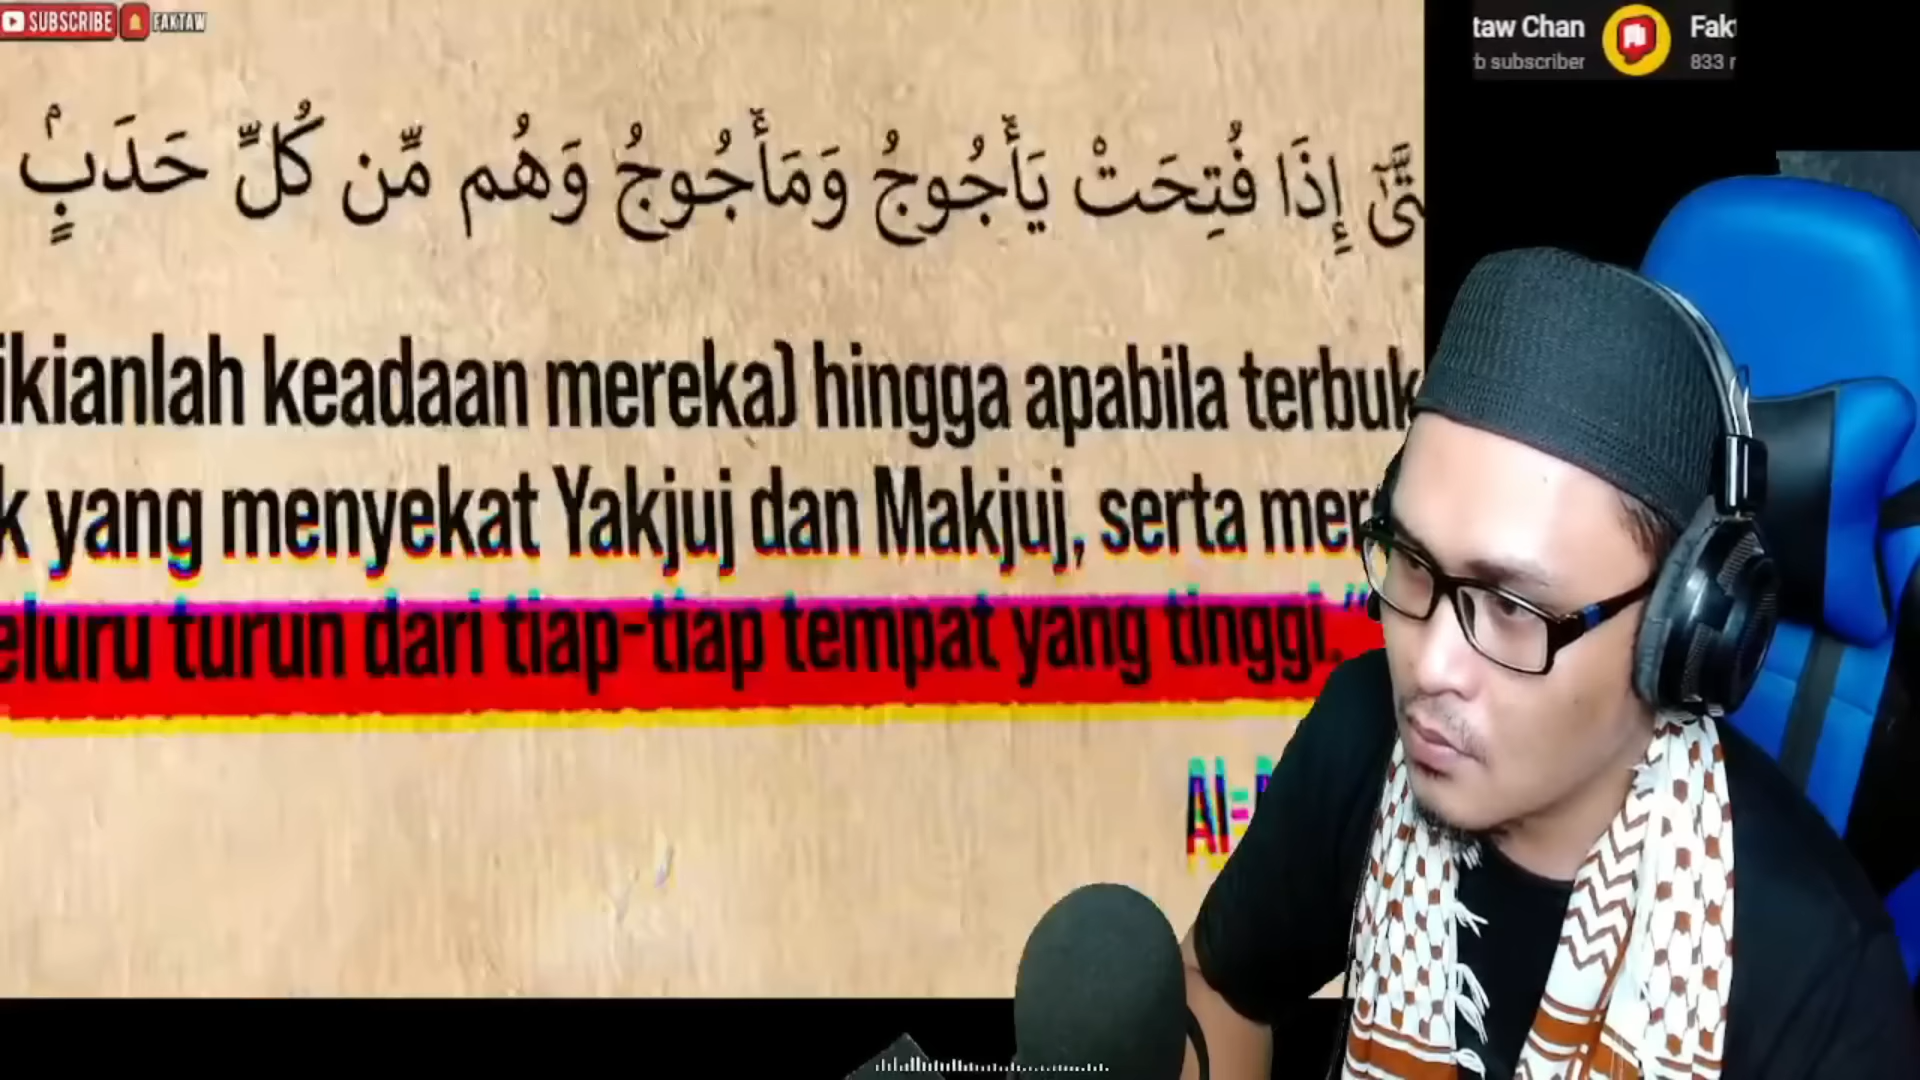 SUBSCRIBE FAKTAW
taw Chan
b subscriber
Fak
833
إِذَا فُتِحَتْ يَأْجُوجُ وَمَأْجُوجُ وَهُم مِّن كُلِّ حَدَبٍ
ikianlah keadaan mereka) hingga apabila terbuk
k yang menyekat Yakjuj dan Makjuj, serta mer
eluru turun dari tiap-tiap tempat yang tinggi."
Al-